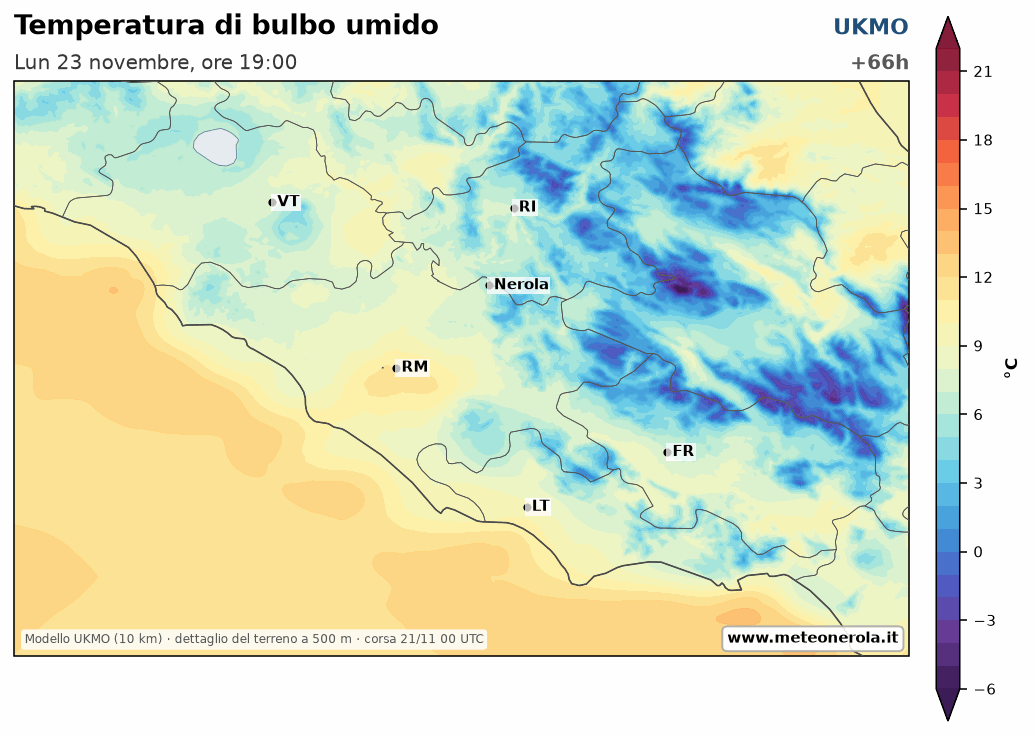 Temperatura di bulbo umido
UKMO
Lun 23 novembre, ore 19:00
+66h
VT
RI
Nerola
RM
FR
LT
Modello UKMO (10 km) · dettaglio del terreno a 500 m · corsa 21/11 00 UTC
www.meteonerola.it
21
18
15
12
9
6
3
0
−3
−6
°C